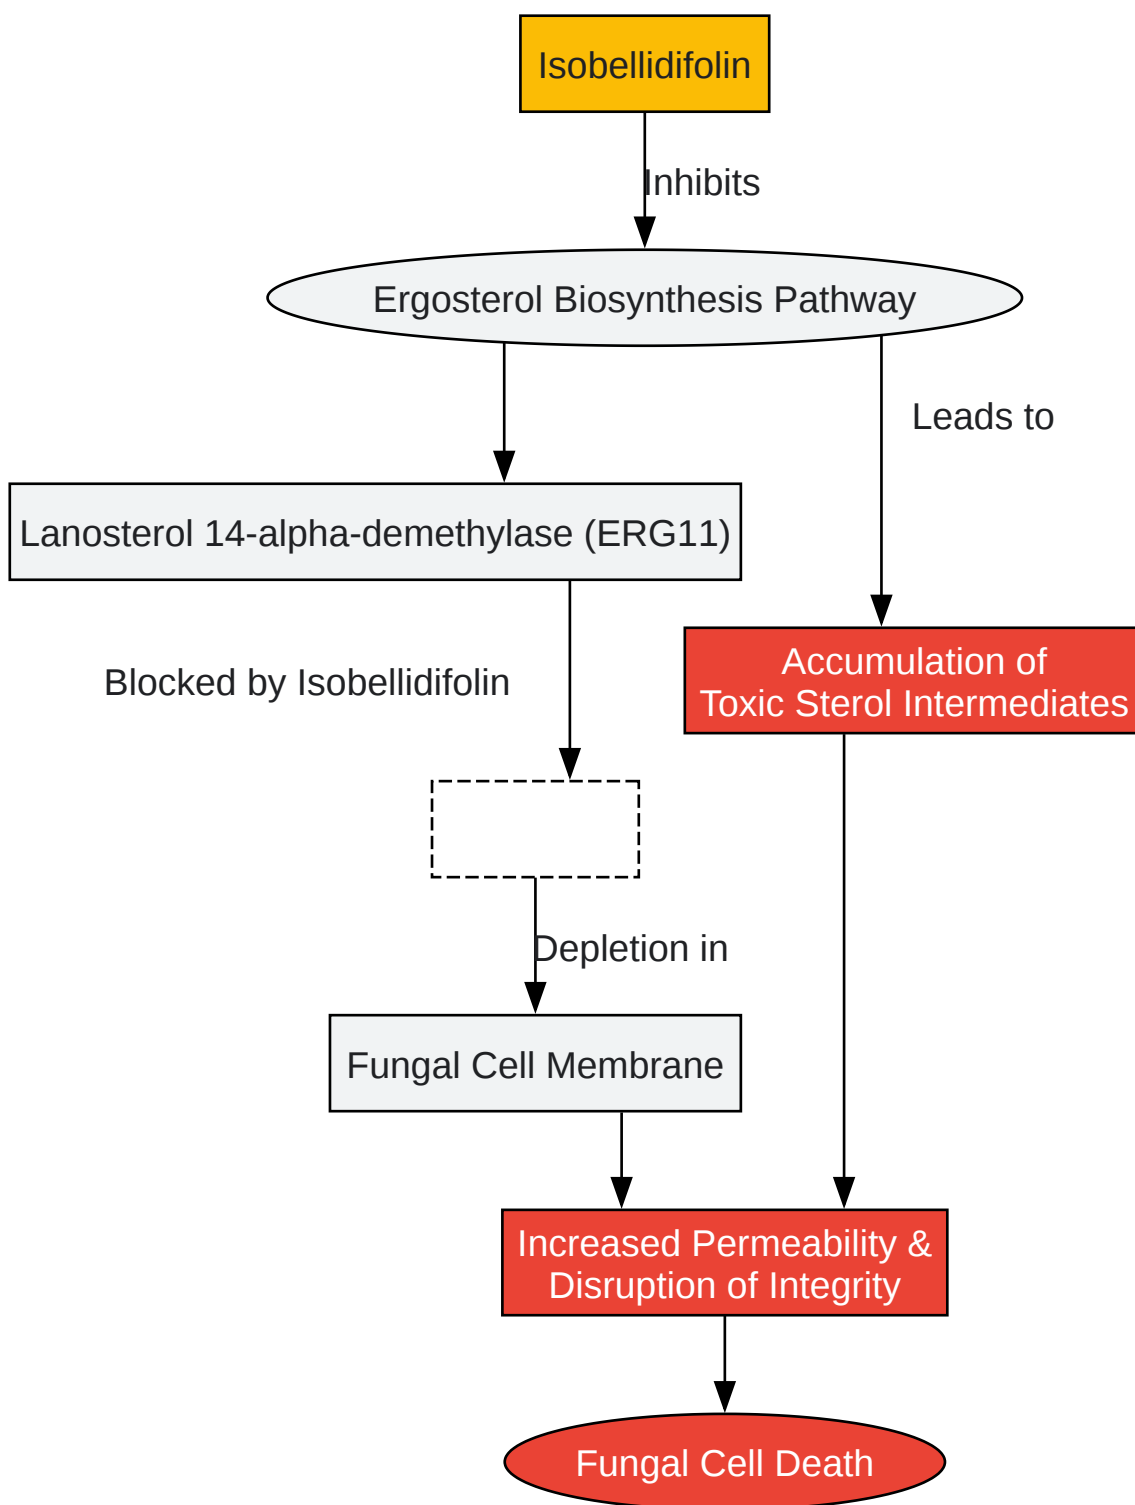 Isobellidifolin
Inhibits
Ergosterol Biosynthesis Pathway
Leads to
Lanosterol 14-alpha-demethylase (ERG11)
Blocked by Isobellidifolin
Accumulation of
Toxic Sterol Intermediates
Depletion in
Fungal Cell Membrane
Increased Permeability &
Disruption of Integrity
Fungal Cell Death